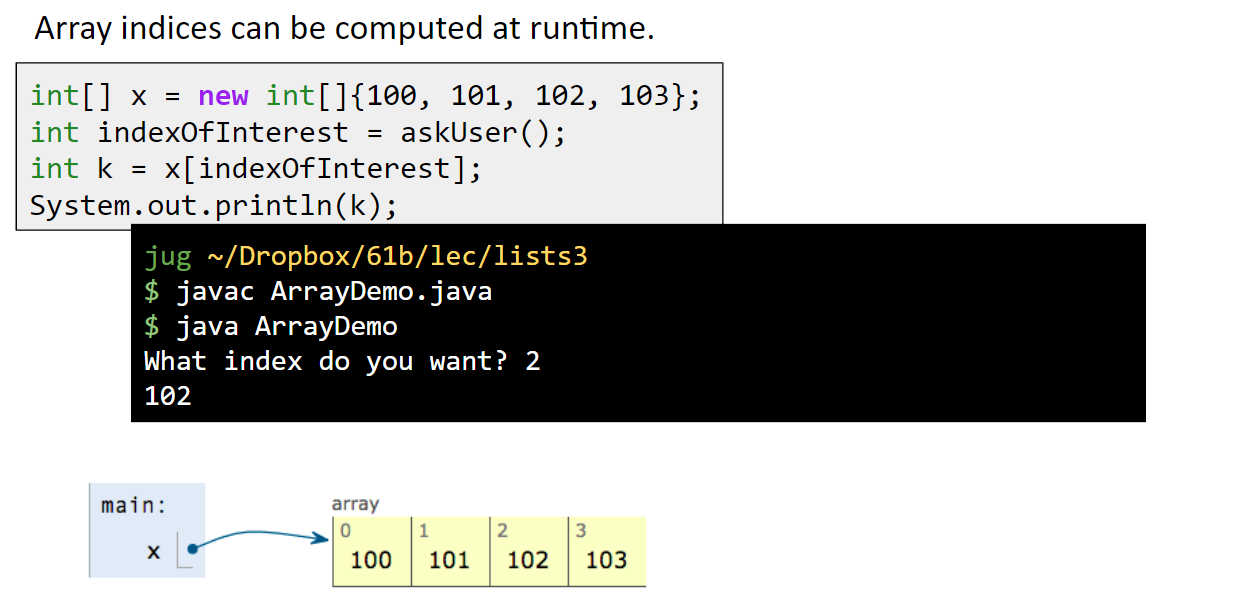 Array indices can be computed at runtime.
int[] x = new int[]{100, 101, 102, 103};
int indexOfInterest = askUser();
int k = x[indexOfInterest];
System.out.println(k);
jug ~/Dropbox/61b/lec/lists3
$ javac ArrayDemo.java
$ java ArrayDemo
What index do you want? 2
102
main:
x
array
0 1 2 3
100 101 102 103